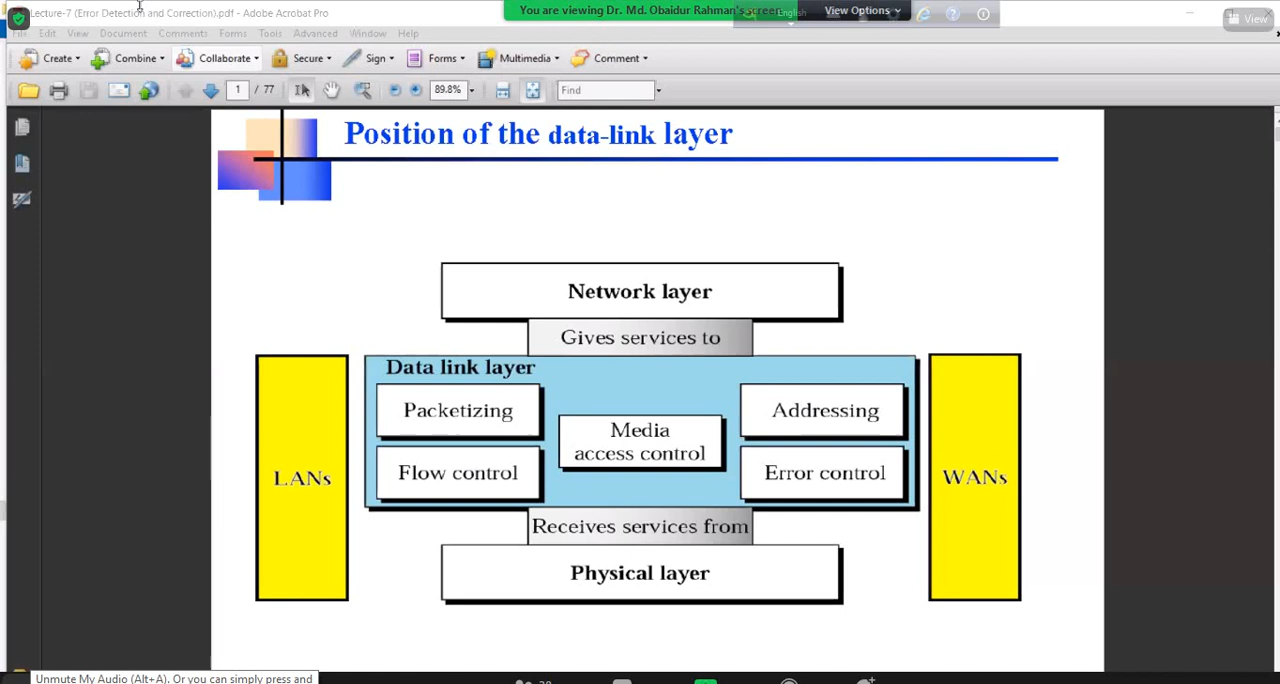 Lecture-7 (Error Detection and Correction).pdf - Adobe Acrobat Pro
You are viewing Dr. Md. Obaidur Rahman's screen
English
View Options
View
File Edit View Document Comments Forms Tools Advanced Window Help
Create Combine Collaborate Secure Sign Forms Multimedia Comment
1 / 77 89.8% Find
Position of the data-link layer
Network layer
Gives services to
Data link layer
Packetizing
Addressing
Media
access control
Flow control
Error control
LANs
WANs
Receives services from
Physical layer
Unmute My Audio (Alt+A). Or you can simply press and